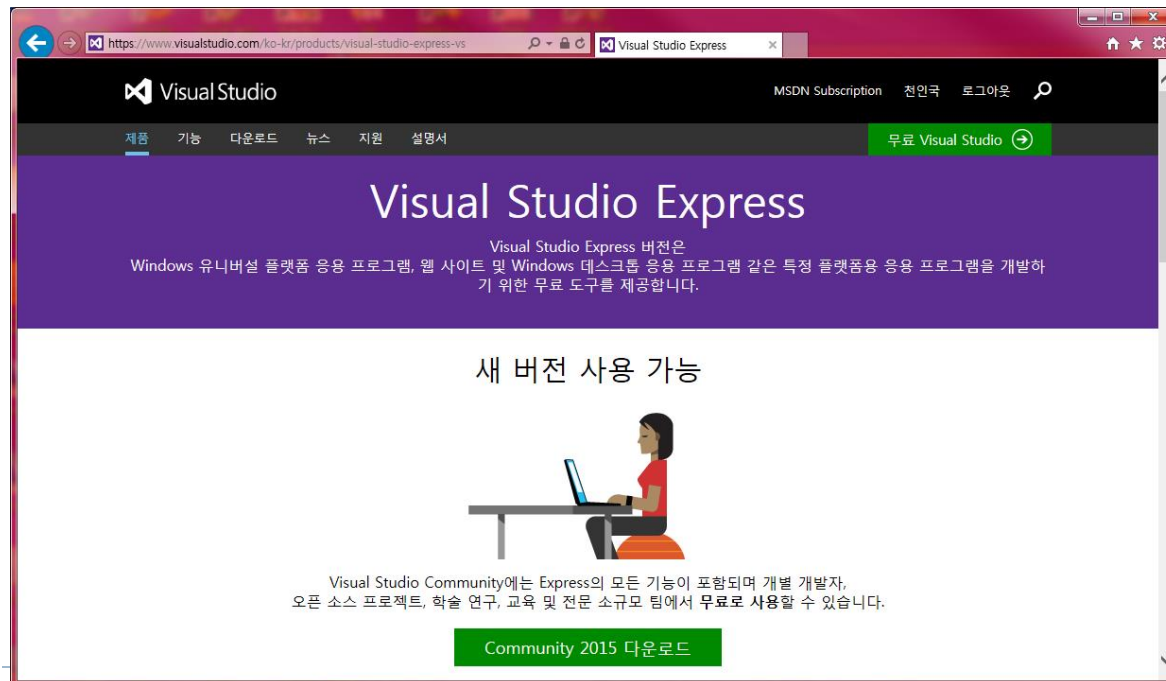 https://www.visualstudio.com/ko-kr/products/visual-studio-express-vs
Visual Studio Express
Visual Studio
MSDN Subscription 천인국 로그아웃
제품 기능 다운로드 뉴스 지원 설명서
무료 Visual Studio
Visual Studio Express
Visual Studio Express 버전은
Windows 유니버설 플랫폼 응용 프로그램, 웹 사이트 및 Windows 데스크톱 응용 프로그램 같은 특정 플랫폼용 응용 프로그램을 개발하
기 위한 무료 도구를 제공합니다.
새 버전 사용 가능
Visual Studio Community에는 Express의 모든 기능이 포함되며 개별 개발자,
오픈 소스 프로젝트, 학술 연구, 교육 및 전문 소규모 팀에서 무료로 사용할 수 있습니다.
Community 2015 다운로드